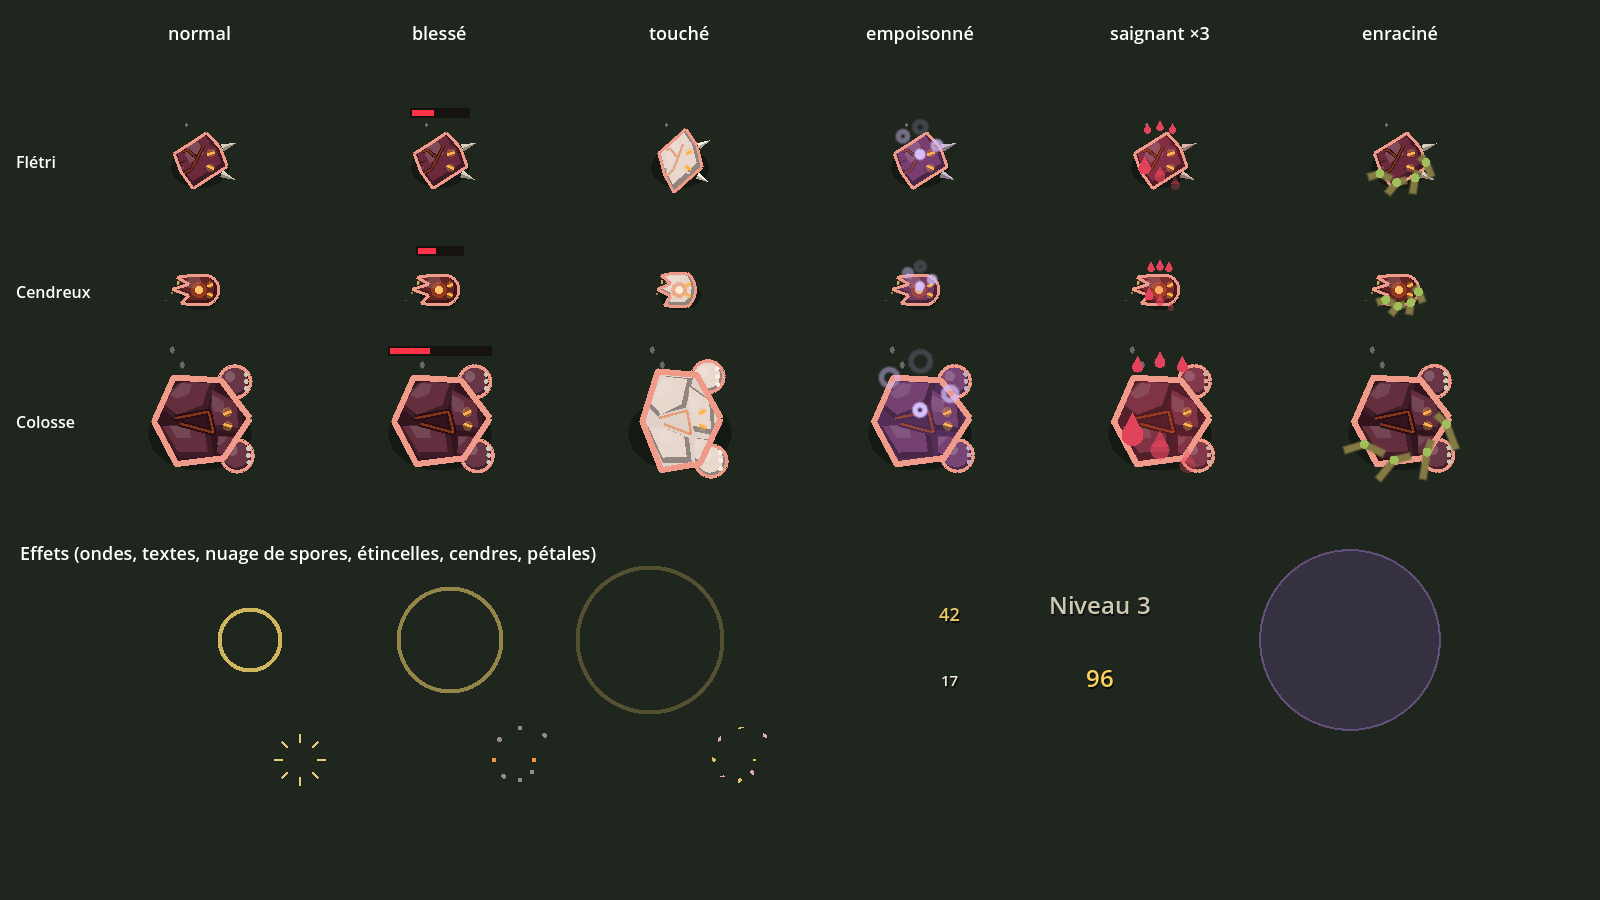 normal blessé touché empoisonné saignant ×3 enraciné
Flétri
Cendreux
Colosse
Effets (ondes, textes, nuage de spores, étincelles, cendres, pétales)
42
Niveau 3
17
96